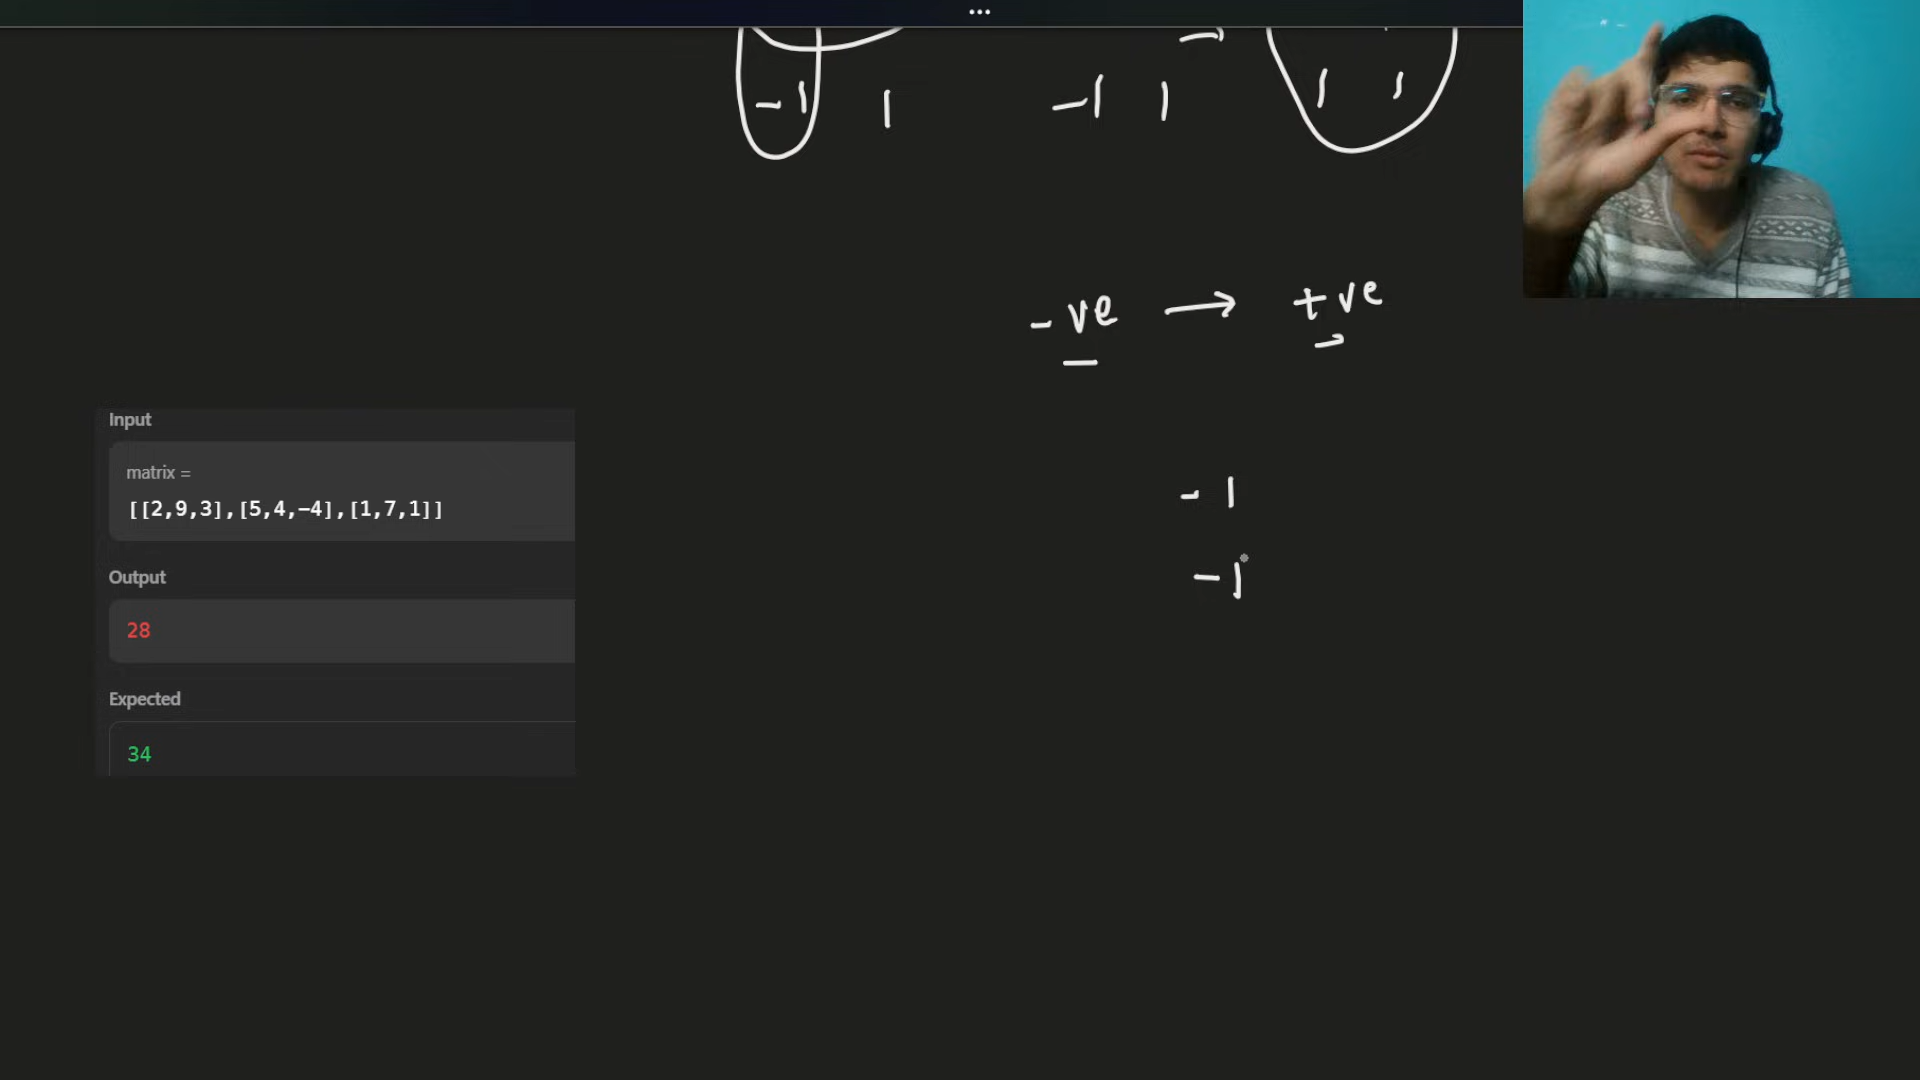 ...
-1 1 -1 1 1 1
-ve → +ve
Input
matrix =
[[2,9,3],[5,4,−4],[1,7,1]]
- 1
Output
-1
28
Expected
34